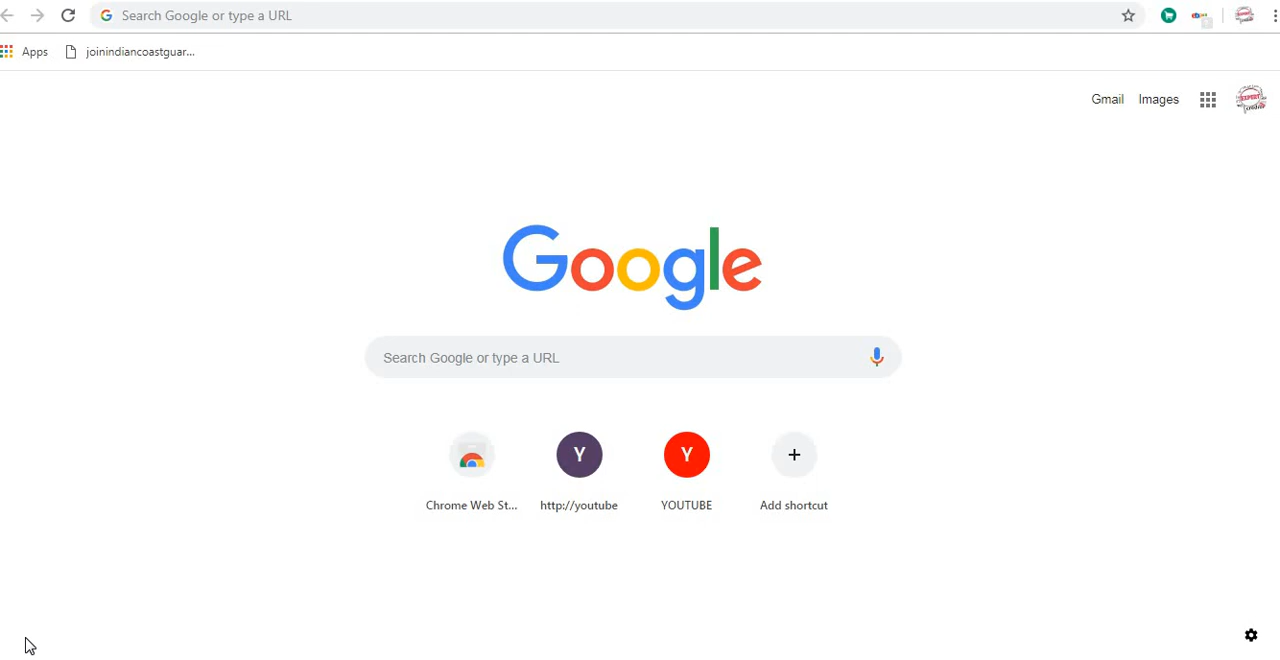 Search Google or type a URL
Apps joinindiancoastguar...
Gmail Images
Google
Search Google or type a URL
Y Y
Chrome Web St... http://youtube YOUTUBE Add shortcut